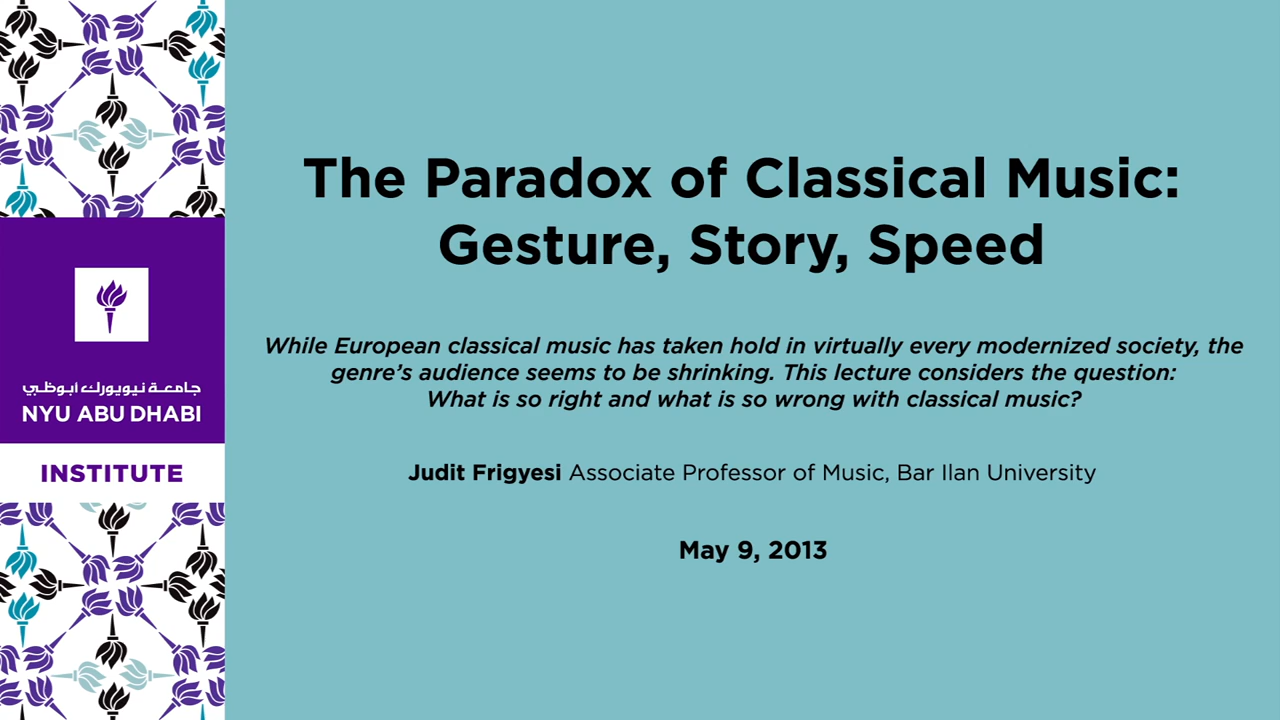 The Paradox of Classical Music:
Gesture, Story, Speed
While European classical music has taken hold in virtually every modernized society, the
genre’s audience seems to be shrinking. This lecture considers the question:
What is so right and what is so wrong with classical music?
Judit Frigyesi Associate Professor of Music, Bar Ilan University
May 9, 2013
جامعة نيويورك أبوظبي
NYU ABU DHABI
INSTITUTE